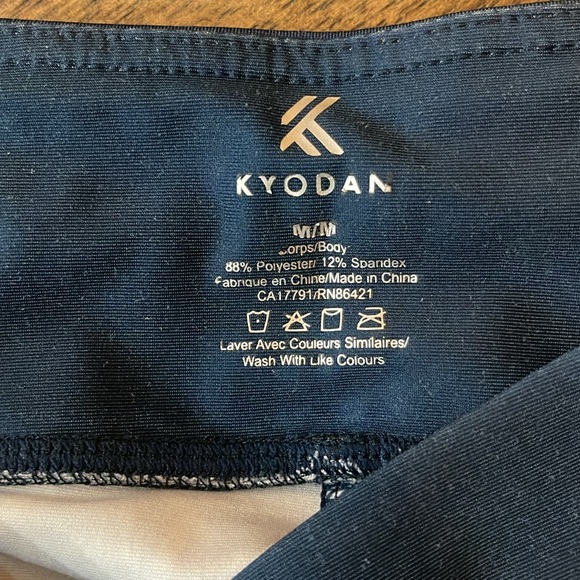 KYODAN
M/M
Corps/Body
88% Polyester/ 12% Spandex
Fabrique en Chine/Made in China
CA17791/RN86421
Laver Avec Couleurs Similaires/
Wash With Like Colours